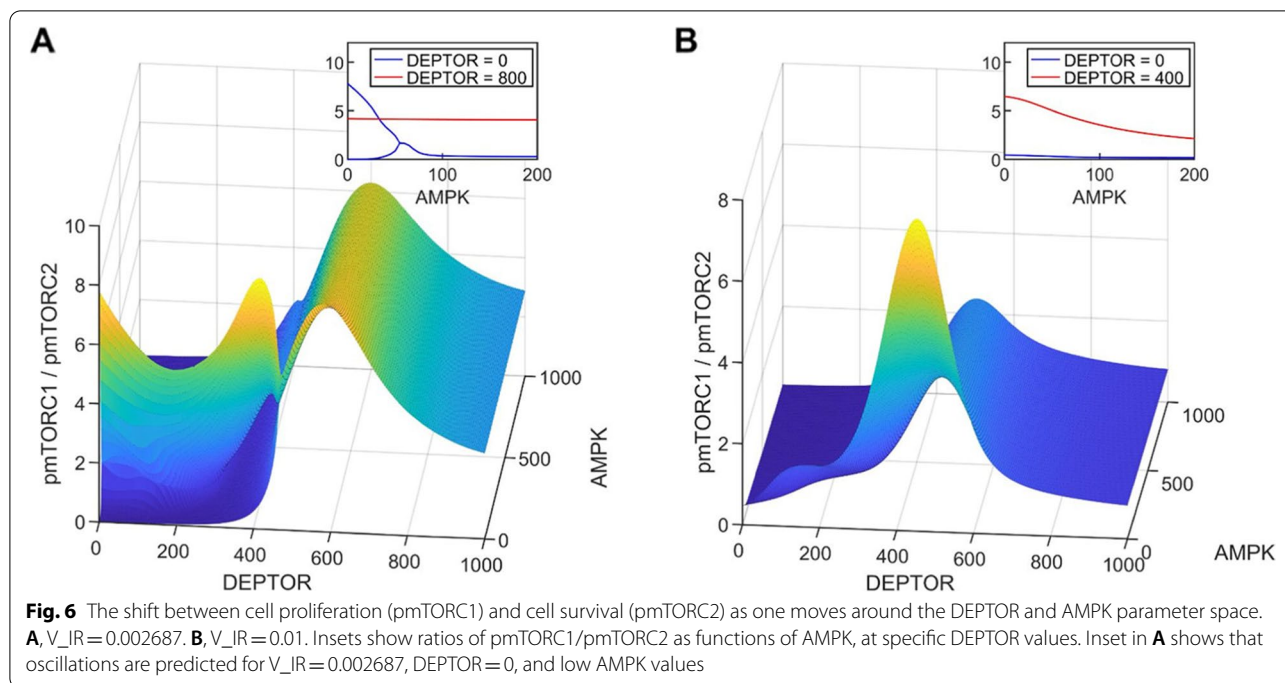 A
B
10
5
0
DEPTOR = 0
DEPTOR = 800
0 100 200
AMPK
10
5
0
DEPTOR = 0
DEPTOR = 400
0 100 200
AMPK
pmTORC1 / pmTORC2
10
8
6
4
2
0
0 200 400 600 800 1000
DEPTOR
1000
500
0
AMPK
pmTORC1 / pmTORC2
8
6
4
2
0
0 200 400 600 800 1000
DEPTOR
1000
500
0
AMPK
Fig. 6 The shift between cell proliferation (pmTORC1) and cell survival (pmTORC2) as one moves around the DEPTOR and AMPK parameter space.
A, V_IR = 0.002687. B, V_IR = 0.01. Insets show ratios of pmTORC1/pmTORC2 as functions of AMPK, at specific DEPTOR values. Inset in A shows that
oscillations are predicted for V_IR = 0.002687, DEPTOR = 0, and low AMPK values